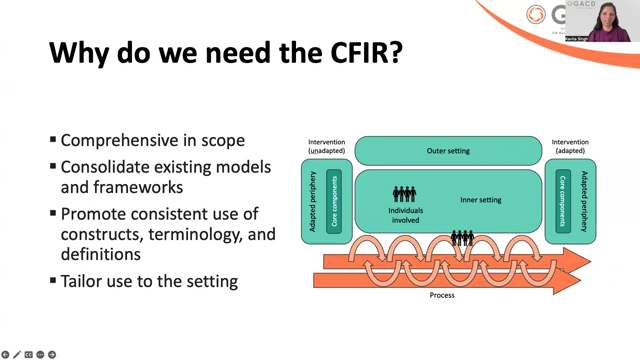 GACD
G
Kavita Singh
Why do we need the CFIR?
▪ Comprehensive in scope
▪ Consolidate existing models
and frameworks
▪ Promote consistent use of
constructs, terminology, and
definitions
▪ Tailor use to the setting
Intervention
(unadapted)
Outer setting
Intervention
(adapted)
Adapted periphery
Core components
Individuals
involved
Inner setting
Core components
Adapted periphery
Process